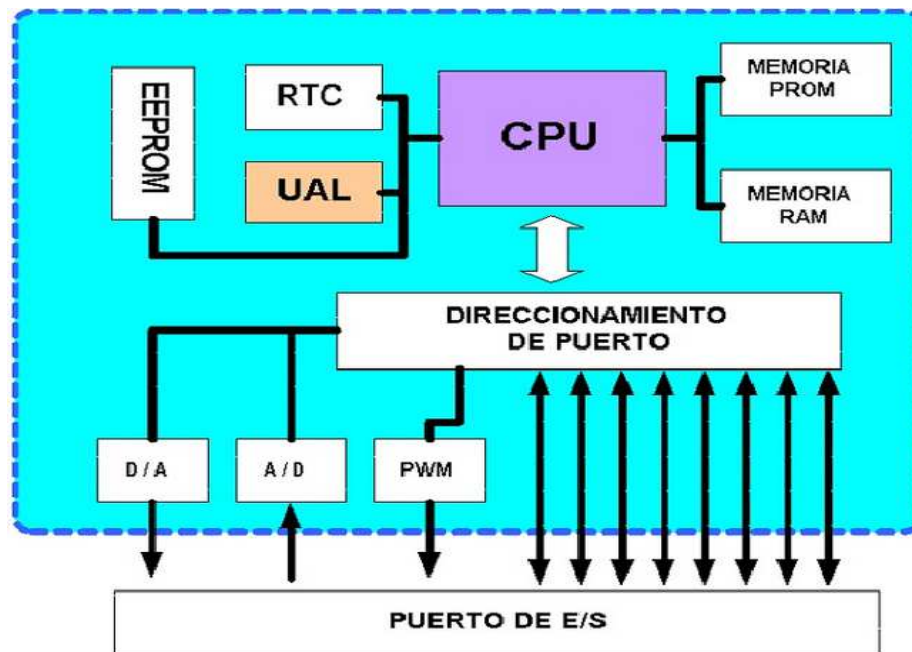 EEPROM
RTC
UAL
CPU
MEMORIA
PROM
MEMORIA
RAM
DIRECCIONAMIENTO
DE PUERTO
D / A
A / D
PWM
PUERTO DE E/S